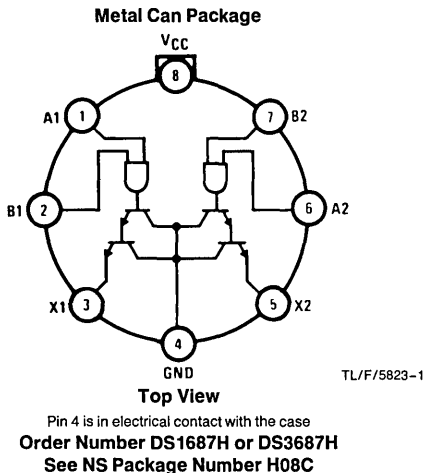 Metal Can Package
VCC
8
A1 1 7 B2
B1 2 6 A2
X1 3 5 X2
4
GND
TL/F/5823-1
Top View
Pin 4 is in electrical contact with the case
Order Number DS1687H or DS3687H
See NS Package Number H08C